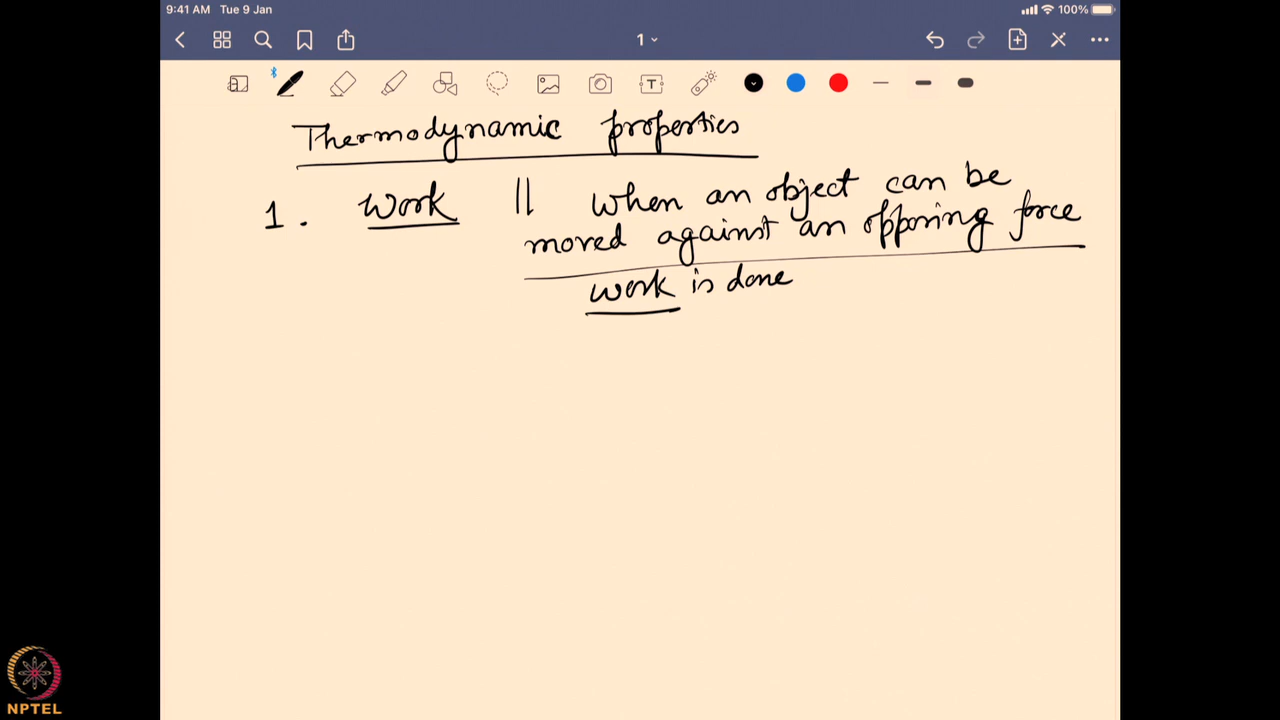 9:41 AM Tue 9 Jan
100%
1
T
Thermodynamic properties
1. Work || when an object can be
moved against an opposing force
work is done
NPTEL